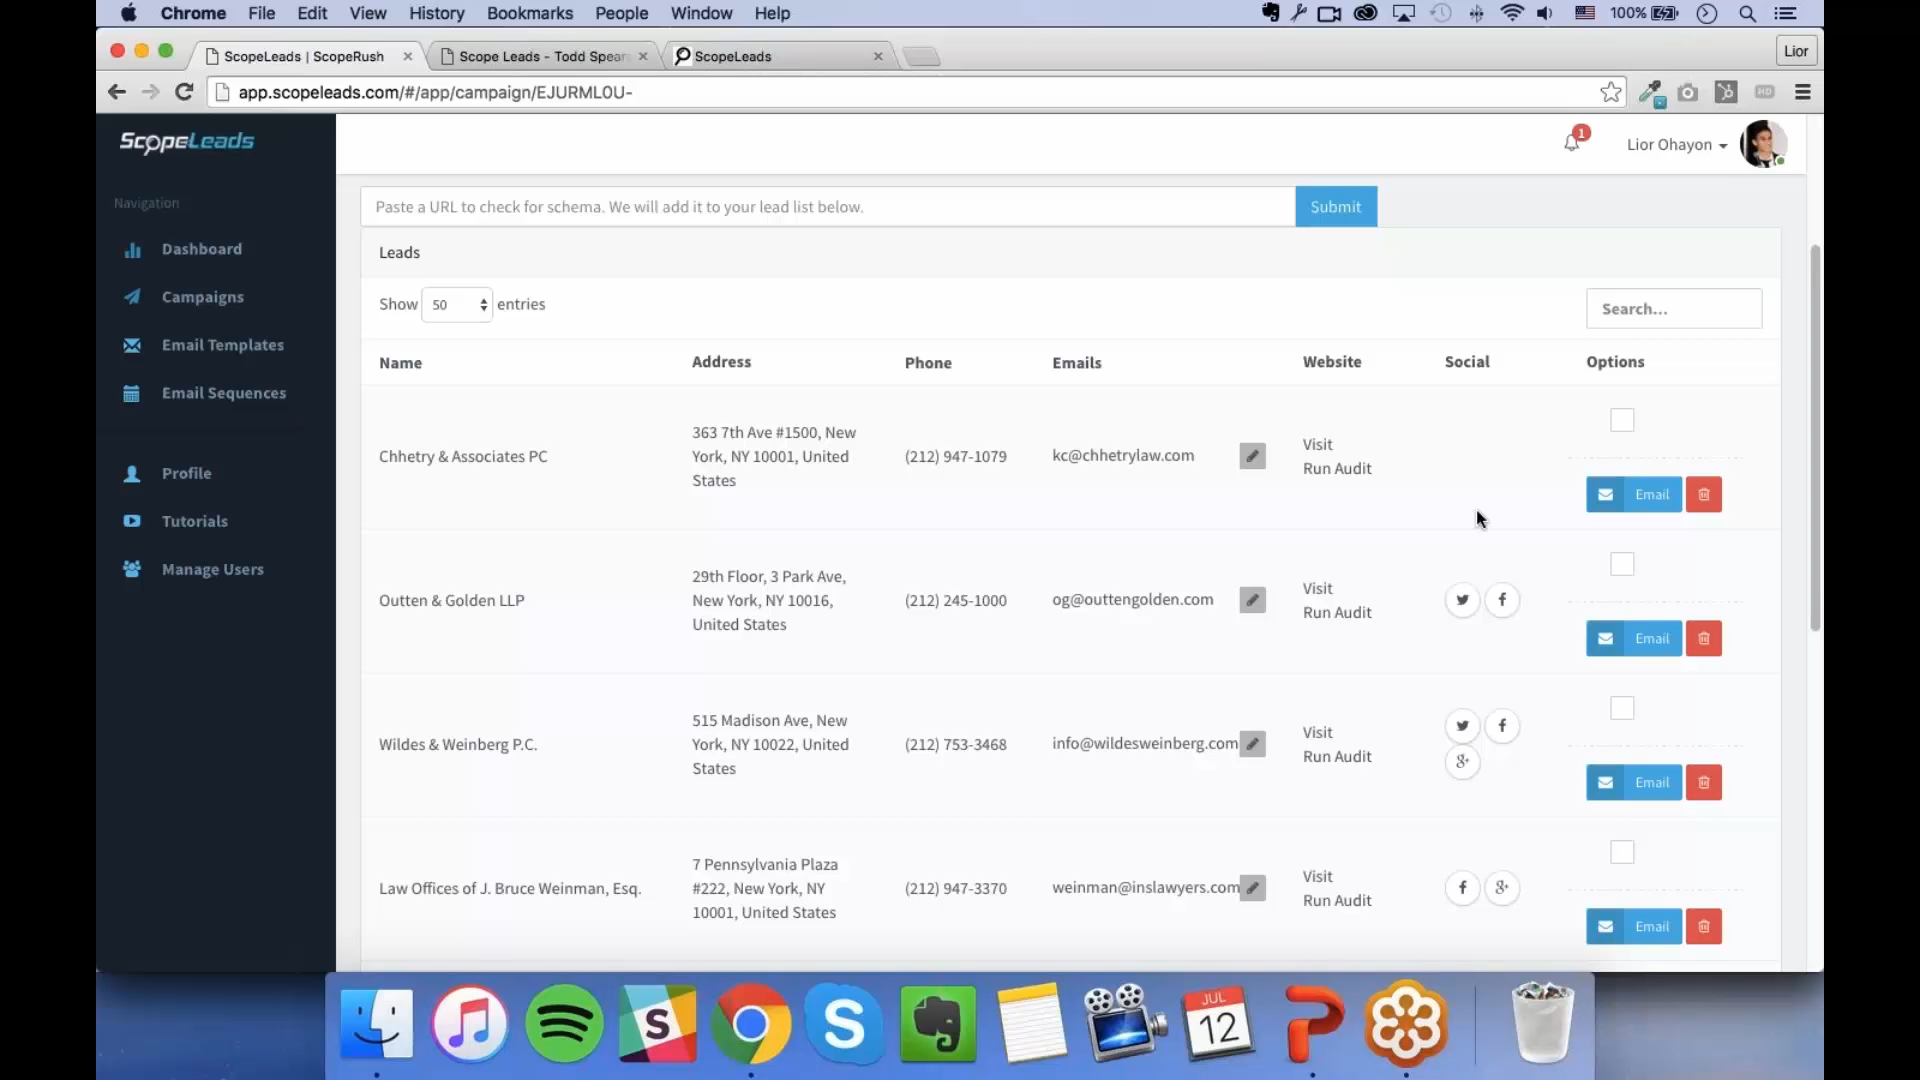 Chrome File Edit View History Bookmarks People Window Help 100%
ScopeLeads | ScopeRush Scope Leads - Todd Spear ScopeLeads Lior
app.scopeleads.com/#/app/campaign/EJURML0U-
ScopeLeads
1
Lior Ohayon
Navigation
Dashboard
Campaigns
Email Templates
Email Sequences
Profile
Tutorials
Manage Users
Paste a URL to check for schema. We will add it to your lead list below. Submit
Leads
Show 50 entries Search...
Name Address Phone Emails Website Social Options
Chhetry & Associates PC
363 7th Ave #1500, New
York, NY 10001, United
States
(212) 947-1079
kc@chhetrylaw.com
Visit
Run Audit
Email
Outten & Golden LLP
29th Floor, 3 Park Ave,
New York, NY 10016,
United States
(212) 245-1000
og@outtengolden.com
Visit
Run Audit
Email
Wildes & Weinberg P.C.
515 Madison Ave, New
York, NY 10022, United
States
(212) 753-3468
info@wildesweinberg.com
Visit
Run Audit
g+
Email
Law Offices of J. Bruce Weinman, Esq.
7 Pennsylvania Plaza
#222, New York, NY
10001, United States
(212) 947-3370
weinman@inslawyers.com
Visit
Run Audit
g+
Email
JUL
12